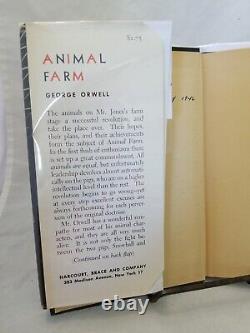 $1.75
ANIMAL
FARM
GEORGE ORWELL
The animals on Mr. Jones's farm
stage a successful revolution, and
take the place over. Their hopes,
their plans, and their achievements
form the subject of Animal Farm.
In the first flush of enthusiasm there
is set up a great commandment, All
animals are equal, but unfortunately
leadership devolves almost automatic-
ally on the pigs, who are on a higher
intellectual level than the rest. The
revolution begins to go wrong—yet
at every step excellent excuses are
always forthcoming for each perver-
sion of the original doctrine.
Mr. Orwell has a wonderful sym-
pathy for most of his animal char-
acters, and they are all very much
alive. It is not only the fight be-
tween the two pigs, Snowball and
(Continued on back flap)
HARCOURT, BRACE AND COMPANY
383 Madison Avenue, New York 17
1946
ebay